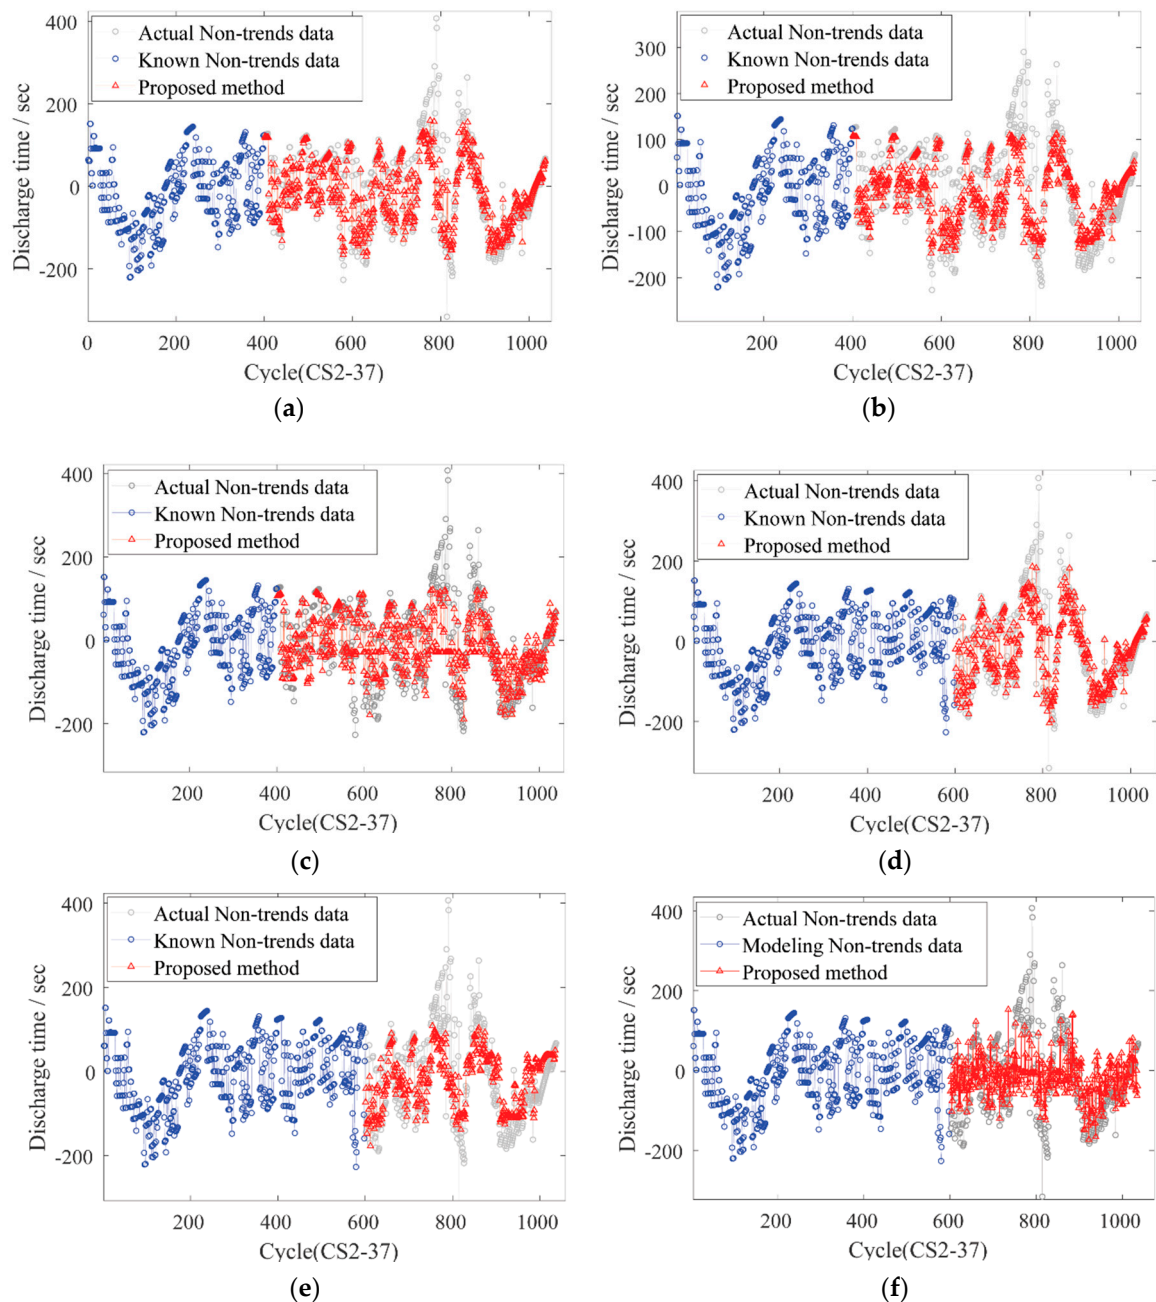 400
200
0
-200
Discharge time / sec
Actual Non-trends data
Known Non-trends data
Proposed method
0 200 400 600 800 1000
Cycle(CS2-37)
(a)
300
200
100
0
-100
-200
Discharge time / sec
Actual Non-trends data
Known Non-trends data
Proposed method
200 400 600 800 1000
Cycle(CS2-37)
(b)
400
200
0
-200
Discharge time / sec
Actual Non-trends data
Known Non-trends data
Proposed method
200 400 600 800 1000
Cycle(CS2-37)
(c)
400
200
0
-200
Discharge time / sec
Actual Non-trends data
Known Non-trends data
Proposed method
200 400 600 800 1000
Cycle(CS2-37)
(d)
400
200
0
-200
Discharge time / sec
Actual Non-trends data
Known Non-trends data
Proposed method
200 400 600 800 1000
Cycle(CS2-37)
(e)
400
200
0
-200
Discharge time / sec
Actual Non-trends data
Modeling Non-trends data
Proposed method
200 400 600 800 1000
Cycle(CS2-37)
(f)